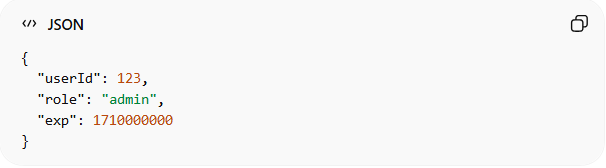 </> JSON
{
"userId": 123,
"role": "admin",
"exp": 1710000000
}